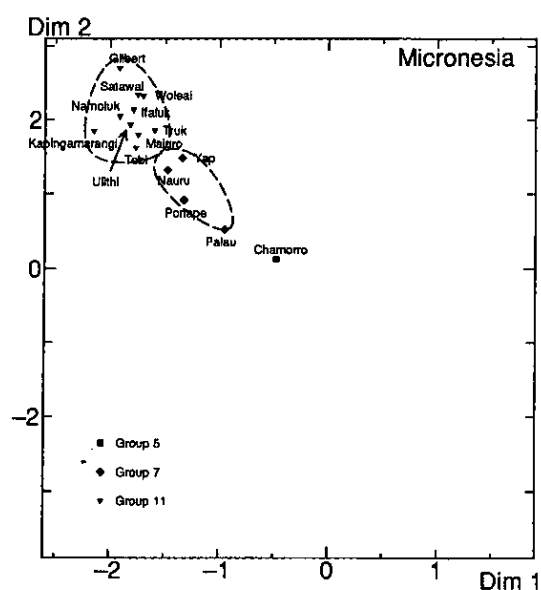 Dim 2
Micronesia
Gilbert
Satawal
Woleai
Namoluk
Ifaluk
Kapingamarangi
Truk
Majuro
Tobi
Ulithi
Yap
Nauru
Ponape
Palau
Chamorro
2
0
−2
Group 5
Group 7
Group 11
−2
−1
0
1
Dim 1